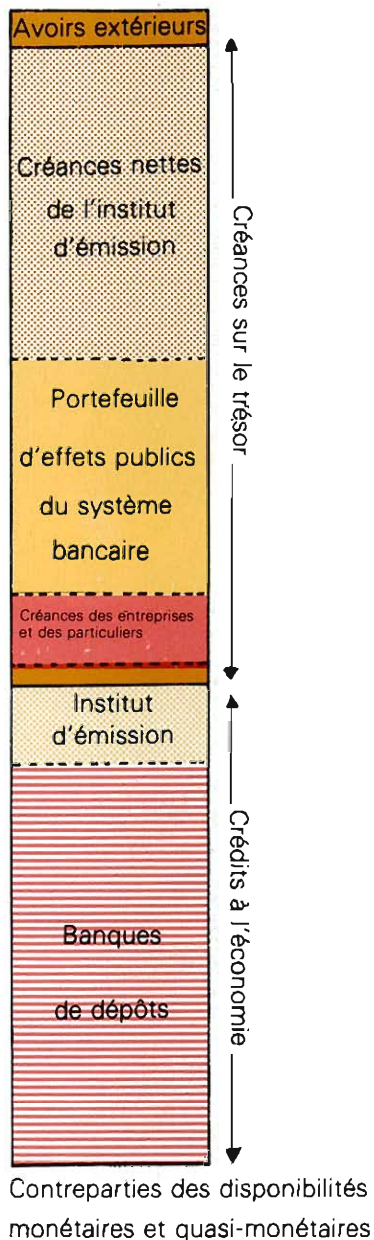 Avoirs extérieurs
Créances nettes
de l'institut
d'émission
Créances sur le trésor
Portefeuille
d'effets publics
du système
bancaire
Créances des entreprises
et des particuliers
Institut
d'émission
Crédits à l'économie
Banques
de dépôts
Contreparties des disponibilités
monétaires et quasi-monétaires